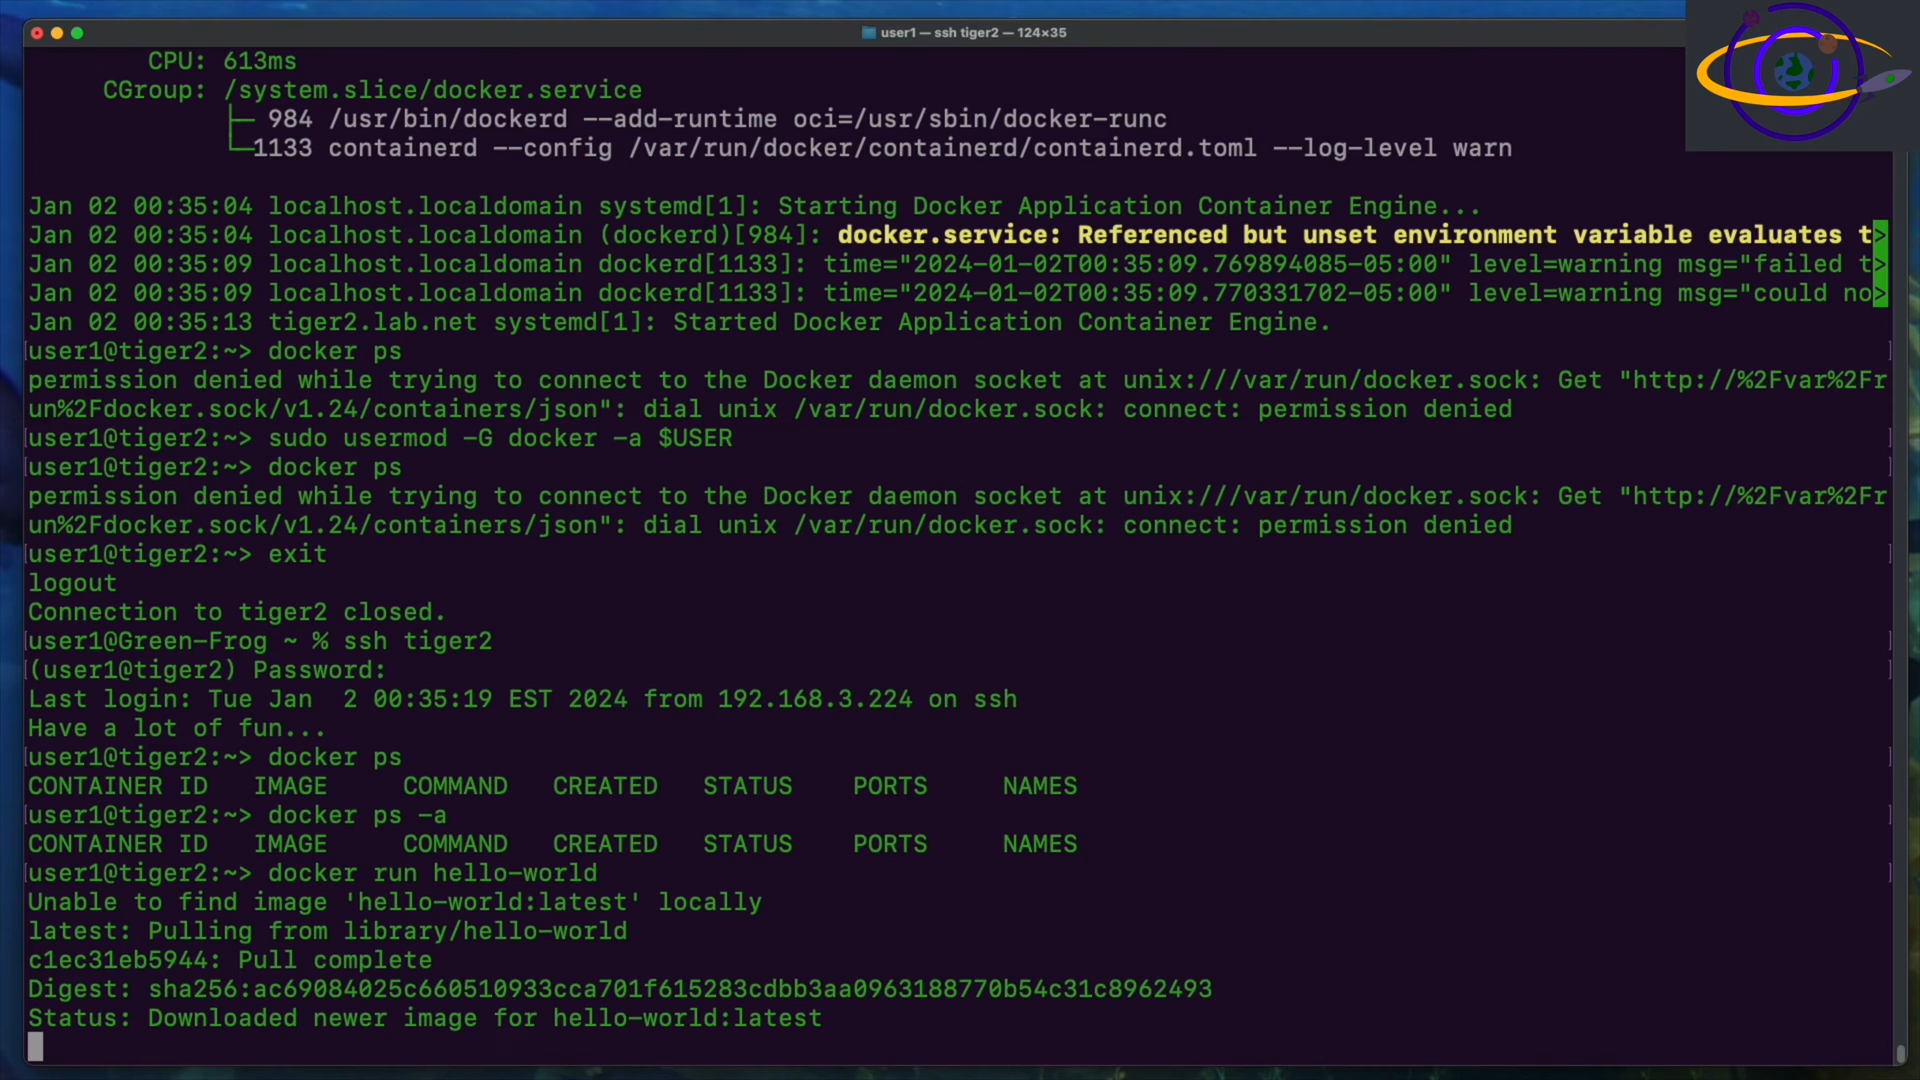 user1 — ssh tiger2 — 124×35
CPU: 613ms
CGroup: /system.slice/docker.service
├─ 984 /usr/bin/dockerd --add-runtime oci=/usr/sbin/docker-runc
└─1133 containerd --config /var/run/docker/containerd/containerd.toml --log-level warn
Jan 02 00:35:04 localhost.localdomain systemd[1]: Starting Docker Application Container Engine...
Jan 02 00:35:04 localhost.localdomain (dockerd)[984]: docker.service: Referenced but unset environment variable evaluates t>
Jan 02 00:35:09 localhost.localdomain dockerd[1133]: time="2024-01-02T00:35:09.769894085-05:00" level=warning msg="failed t>
Jan 02 00:35:09 localhost.localdomain dockerd[1133]: time="2024-01-02T00:35:09.770331702-05:00" level=warning msg="could no>
Jan 02 00:35:13 tiger2.lab.net systemd[1]: Started Docker Application Container Engine.
user1@tiger2:~> docker ps
permission denied while trying to connect to the Docker daemon socket at unix:///var/run/docker.sock: Get "http://%2Fvar%2Fr
un%2Fdocker.sock/v1.24/containers/json": dial unix /var/run/docker.sock: connect: permission denied
user1@tiger2:~> sudo usermod -G docker -a $USER
user1@tiger2:~> docker ps
permission denied while trying to connect to the Docker daemon socket at unix:///var/run/docker.sock: Get "http://%2Fvar%2Fr
un%2Fdocker.sock/v1.24/containers/json": dial unix /var/run/docker.sock: connect: permission denied
user1@tiger2:~> exit
logout
Connection to tiger2 closed.
user1@Green-Frog ~ % ssh tiger2
(user1@tiger2) Password:
Last login: Tue Jan  2 00:35:19 EST 2024 from 192.168.3.224 on ssh
Have a lot of fun...
user1@tiger2:~> docker ps
CONTAINER ID   IMAGE     COMMAND   CREATED   STATUS    PORTS     NAMES
user1@tiger2:~> docker ps -a
CONTAINER ID   IMAGE     COMMAND   CREATED   STATUS    PORTS     NAMES
user1@tiger2:~> docker run hello-world
Unable to find image 'hello-world:latest' locally
latest: Pulling from library/hello-world
c1ec31eb5944: Pull complete
Digest: sha256:ac69084025c660510933cca701f615283cdbb3aa0963188770b54c31c8962493
Status: Downloaded newer image for hello-world:latest